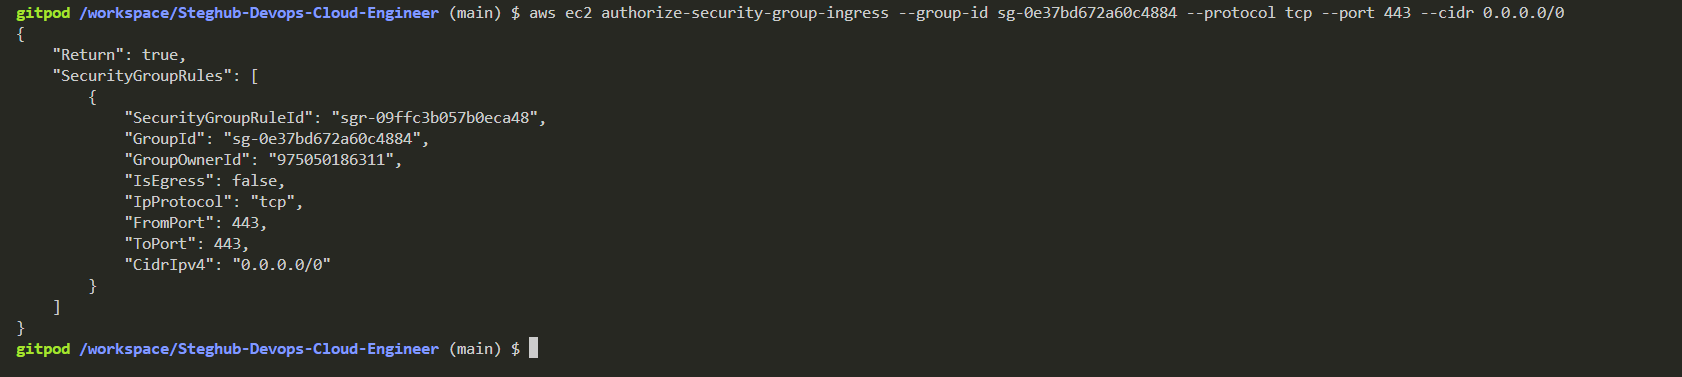 gitpod /workspace/Steghub-Devops-Cloud-Engineer (main) $ aws ec2 authorize-security-group-ingress --group-id sg-0e37bd672a60c4884 --protocol tcp --port 443 --cidr 0.0.0.0/0
{
    "Return": true,
    "SecurityGroupRules": [
        {
            "SecurityGroupRuleId": "sgr-09ffc3b057b0eca48",
            "GroupId": "sg-0e37bd672a60c4884",
            "GroupOwnerId": "975050186311",
            "IsEgress": false,
            "IpProtocol": "tcp",
            "FromPort": 443,
            "ToPort": 443,
            "CidrIpv4": "0.0.0.0/0"
        }
    ]
}
gitpod /workspace/Steghub-Devops-Cloud-Engineer (main) $